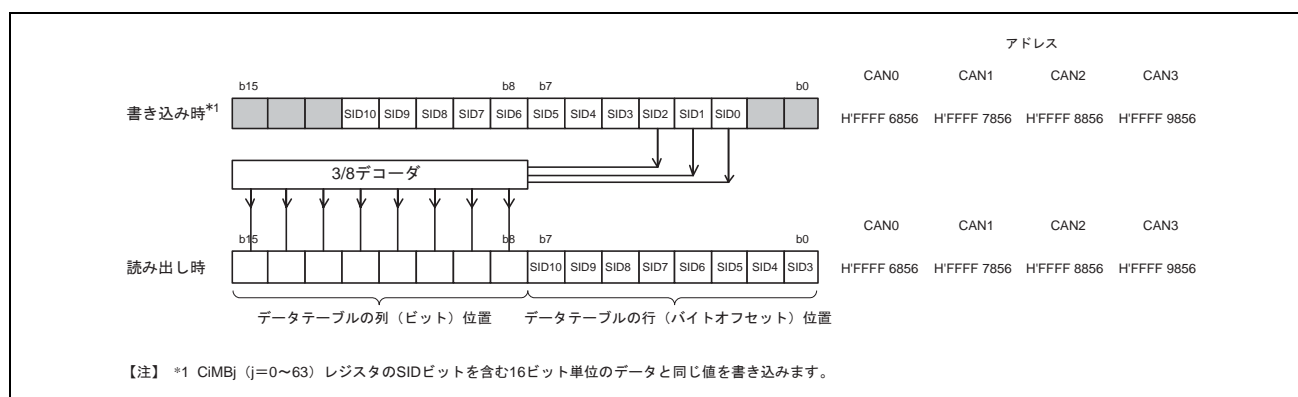 アドレス
CAN0 CAN1 CAN2 CAN3
b15 b8 b7 b0
書き込み時*1 SID10 SID9 SID8 SID7 SID6 SID5 SID4 SID3 SID2 SID1 SID0 H'FFFF 6856 H'FFFF 7856 H'FFFF 8856 H'FFFF 9856
3/8デコーダ
CAN0 CAN1 CAN2 CAN3
b15 b8 b7 b0
読み出し時 SID10 SID9 SID8 SID7 SID6 SID5 SID4 SID3 H'FFFF 6856 H'FFFF 7856 H'FFFF 8856 H'FFFF 9856
データテーブルの列（ビット）位置 データテーブルの行（バイトオフセット）位置
【注】 *1 CiMBj（j＝0～63）レジスタのSIDビットを含む16ビット単位のデータと同じ値を書き込みます。